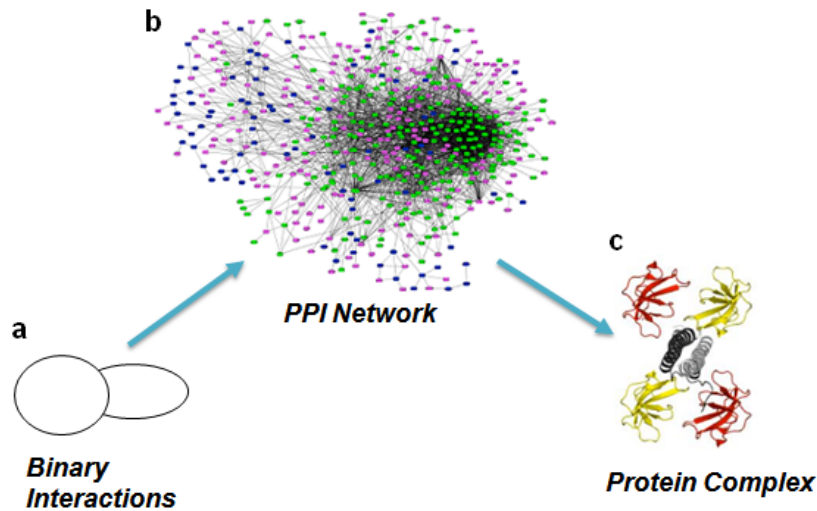 b
PPI Network
a
Binary
Interactions
c
Protein Complex